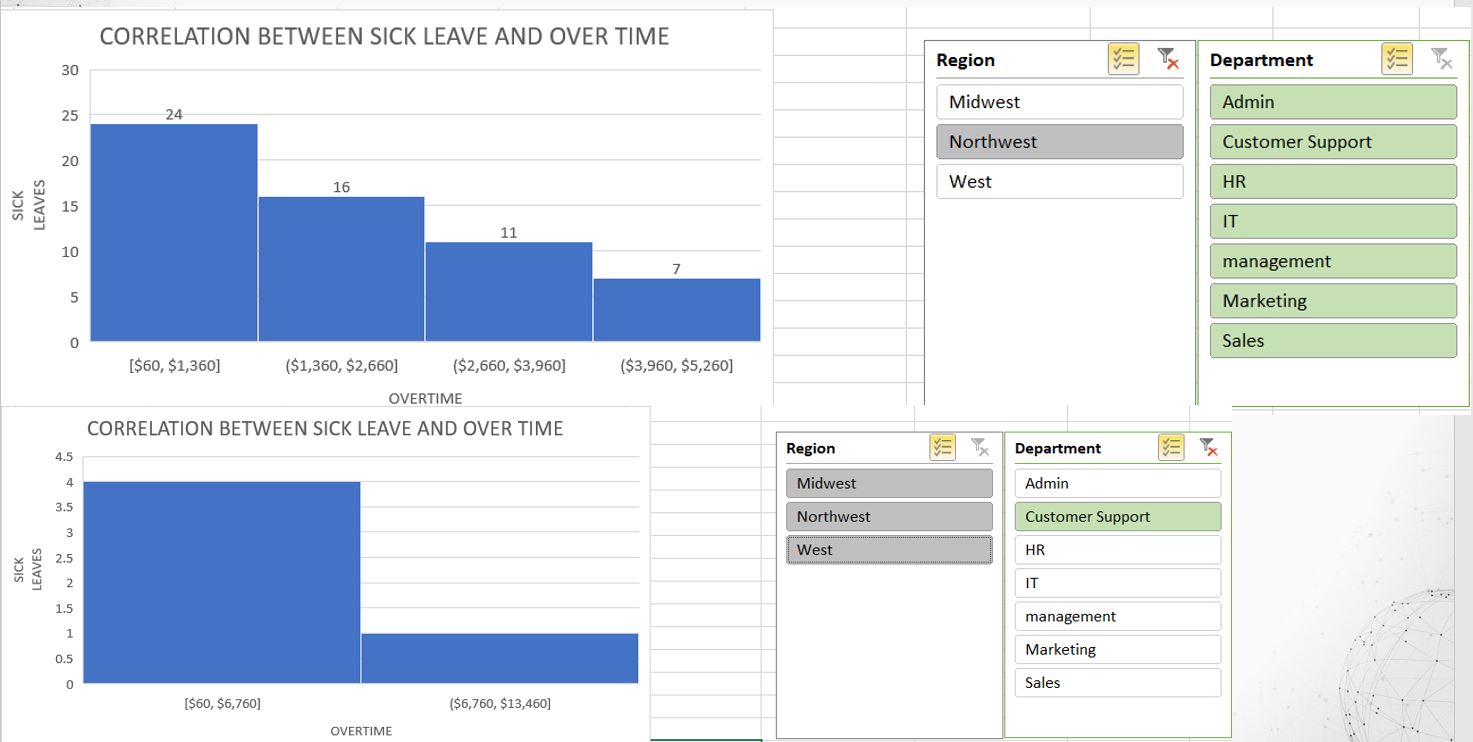 CORRELATION BETWEEN SICK LEAVE AND OVER TIME
30
25
20
15
10
5
0
SICK
LEAVES
24
16
11
7
[$60, $1,360]
($1,360, $2,660]
($2,660, $3,960]
($3,960, $5,260]
OVERTIME
Region
Midwest
Northwest
West
Department
Admin
Customer Support
HR
IT
management
Marketing
Sales
CORRELATION BETWEEN SICK LEAVE AND OVER TIME
4.5
4
3.5
3
2.5
2
1.5
1
0.5
0
SICK
LEAVES
[$60, $6,760]
($6,760, $13,460]
OVERTIME
Region
Midwest
Northwest
West
Department
Admin
Customer Support
HR
IT
management
Marketing
Sales